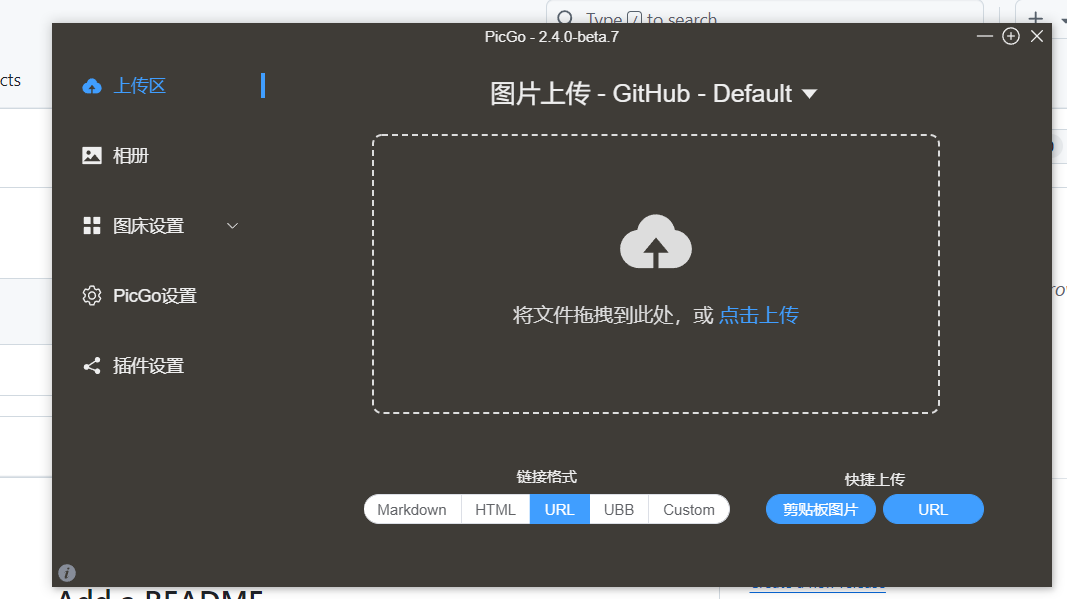 Type / to search
PicGo - 2.4.0-beta.7
cts
上传区
图片上传 - GitHub - Default
相册
图床设置
PicGo设置
将文件拖拽到此处，或 点击上传
插件设置
链接格式
快捷上传
Markdown HTML URL UBB Custom
剪贴板图片 URL
Add a README
Create a new release